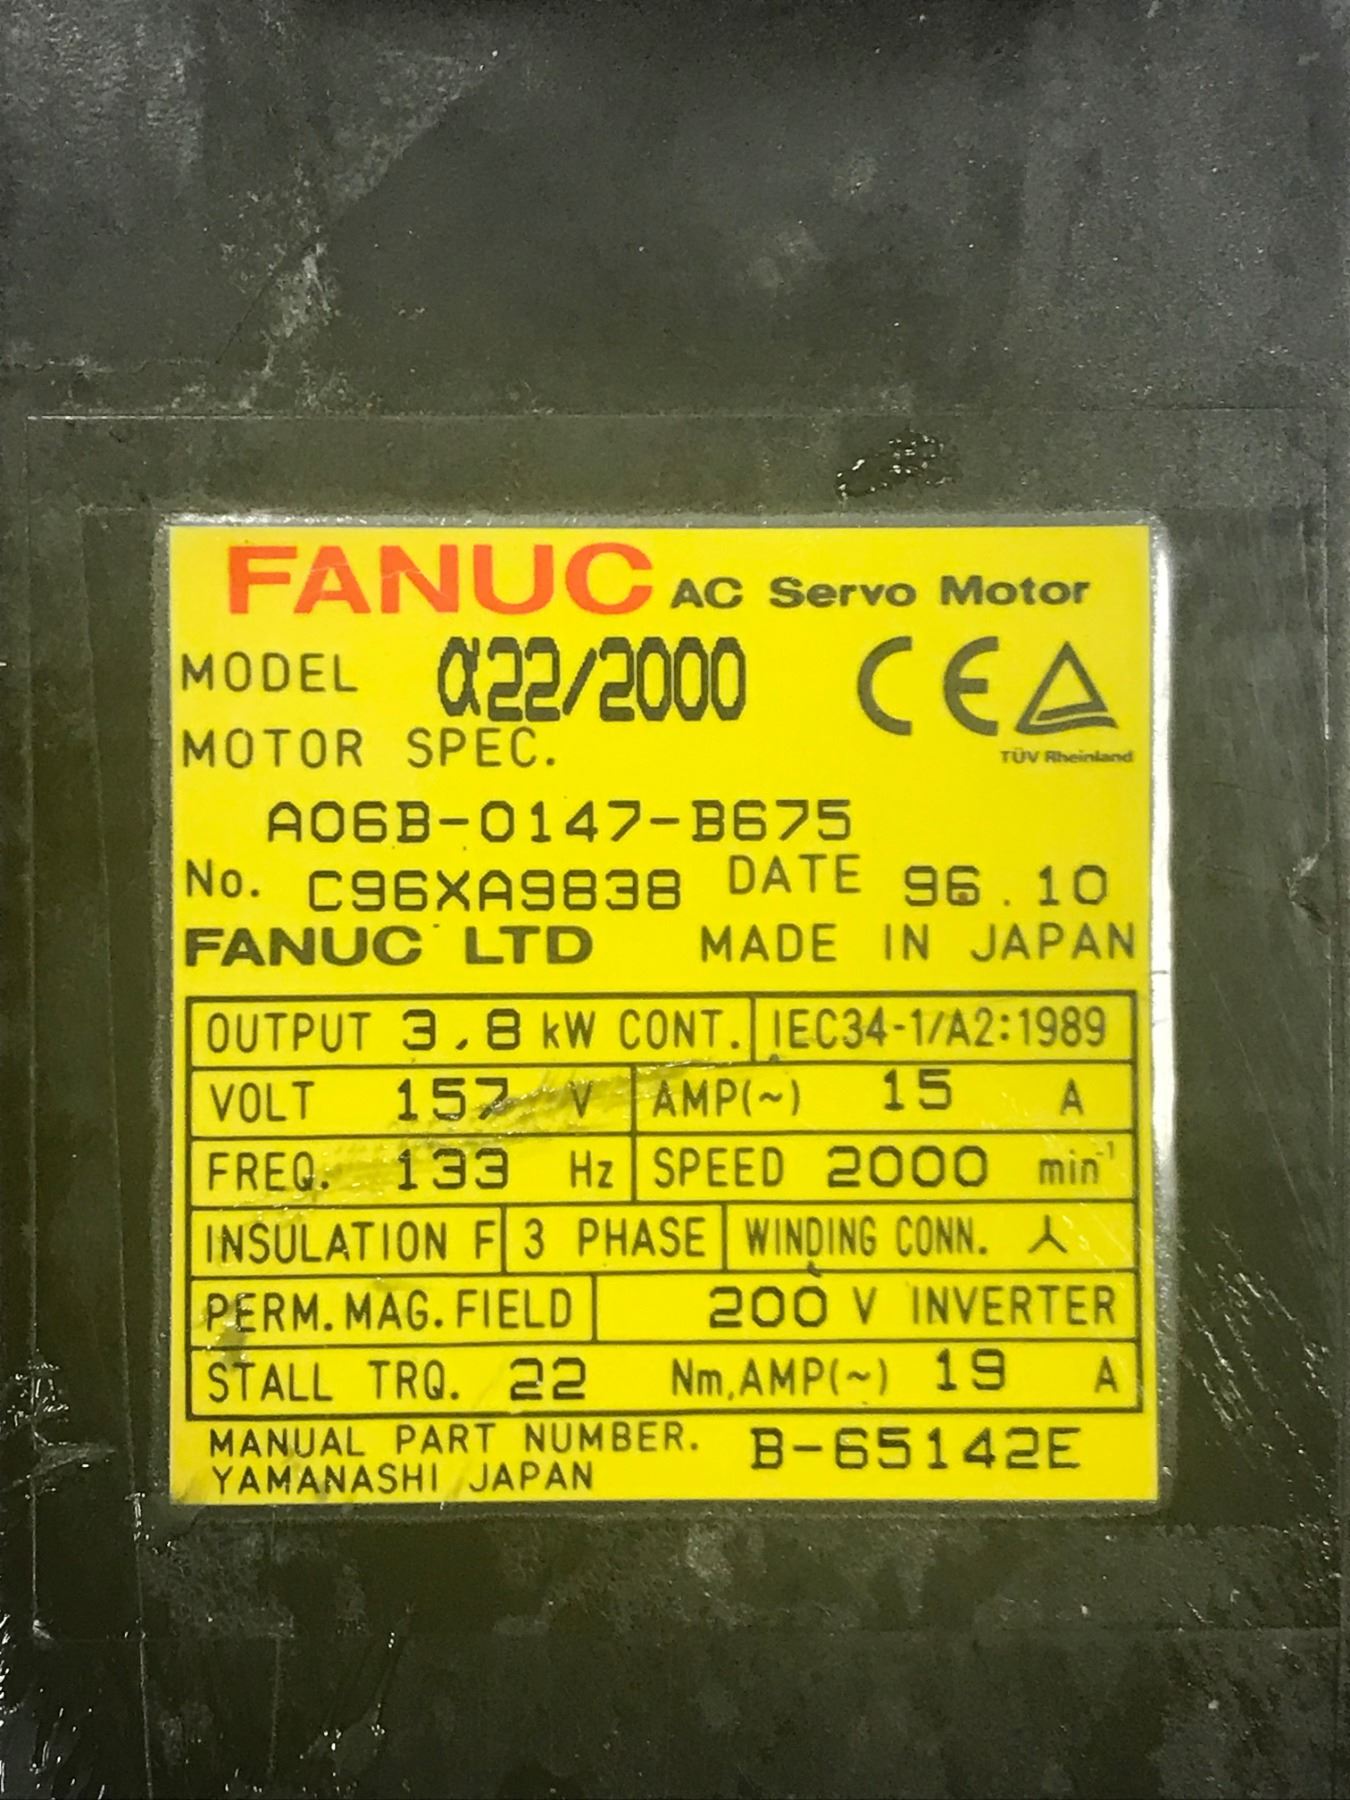 FANUC AC Servo Motor
MODEL α22/2000 CE
TÜV Rheinland
MOTOR SPEC.
A06B-0147-B675
No. C96XA9838 DATE 96.10
FANUC LTD MADE IN JAPAN
OUTPUT 3.8 kW CONT. IEC34-1/A2:1989
VOLT 157 V AMP(~) 15 A
FREQ. 133 Hz SPEED 2000 min⁻¹
INSULATION F 3 PHASE WINDING CONN. ⅄
PERM. MAG. FIELD 200 V INVERTER
STALL TRQ. 22 Nm, AMP(~) 19 A
MANUAL PART NUMBER. B-65142E
YAMANASHI JAPAN